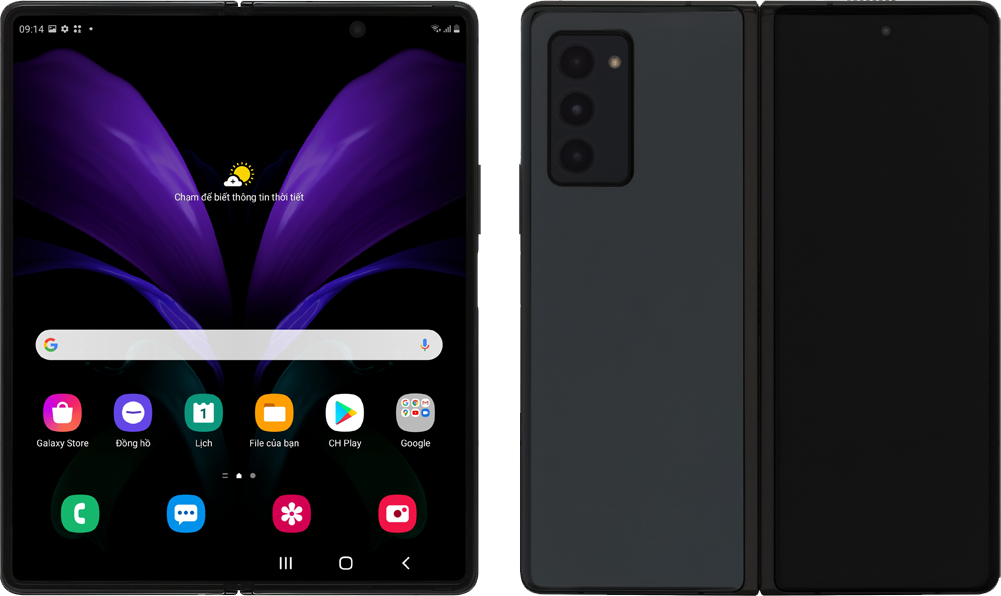 09:14
Chạm để biết thông tin thời tiết
G
Galaxy Store
Đồng hồ
1
Lịch
File của bạn
CH Play
Google